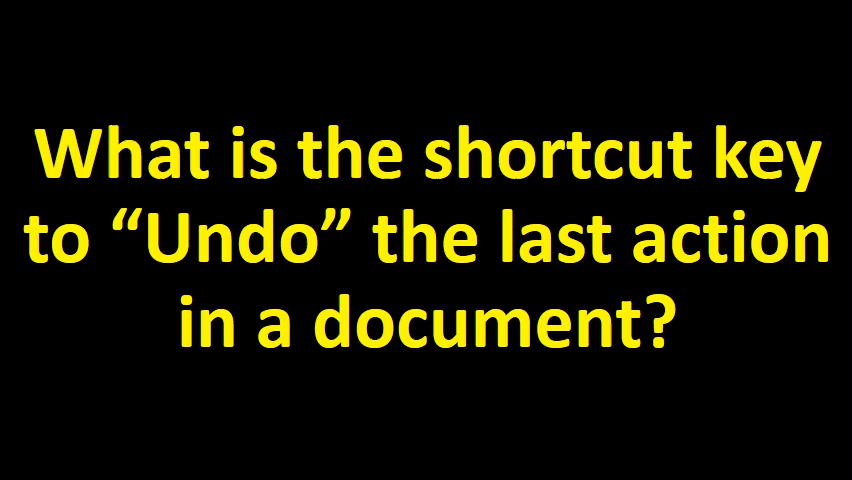 What is the shortcut key
to “Undo” the last action
in a document?